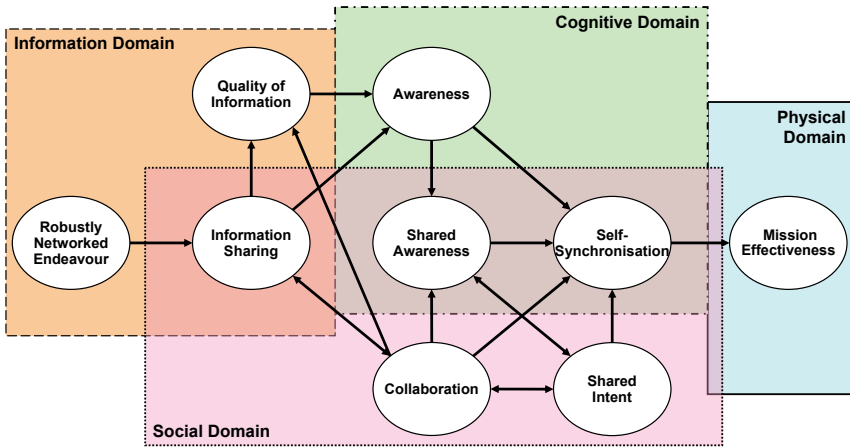 Cognitive Domain
Information Domain
Quality of
Information
Awareness
Physical
Domain
Robustly
Networked
Endeavour
Information
Sharing
Shared
Awareness
Self-
Synchronisation
Mission
Effectiveness
Collaboration
Shared
Intent
Social Domain